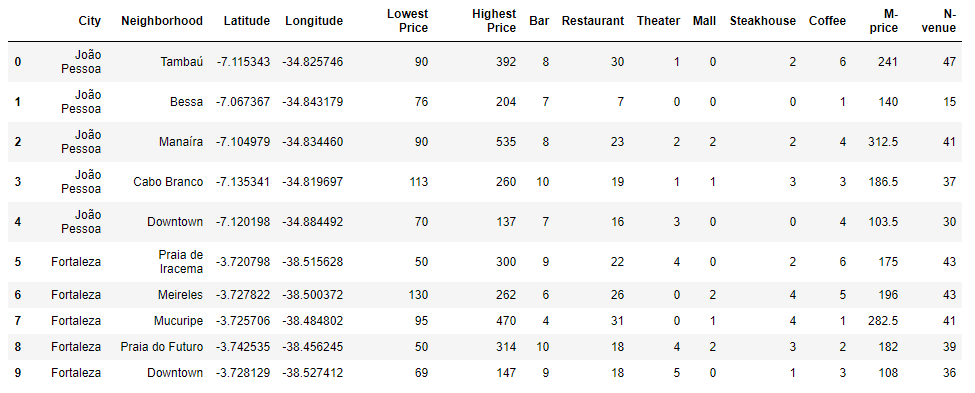 City Neighborhood Latitude Longitude Lowest Price Highest Price Bar Restaurant Theater Mall Steakhouse Coffee M-price N-venue
0 João Pessoa Tambaú -7.115343 -34.825746 90 392 8 30 1 0 2 6 241 47
1 João Pessoa Bessa -7.067367 -34.843179 76 204 7 7 0 0 0 1 140 15
2 João Pessoa Manaíra -7.104979 -34.834460 90 535 8 23 2 2 2 4 312.5 41
3 João Pessoa Cabo Branco -7.135341 -34.819697 113 260 10 19 1 1 3 3 186.5 37
4 João Pessoa Downtown -7.120198 -34.884492 70 137 7 16 3 0 0 4 103.5 30
5 Fortaleza Praia de Iracema -3.720798 -38.515628 50 300 9 22 4 0 2 6 175 43
6 Fortaleza Meireles -3.727822 -38.500372 130 262 6 26 0 2 4 5 196 43
7 Fortaleza Mucuripe -3.725706 -38.484802 95 470 4 31 0 1 4 1 282.5 41
8 Fortaleza Praia do Futuro -3.742535 -38.456245 50 314 10 18 4 2 3 2 182 39
9 Fortaleza Downtown -3.728129 -38.527412 69 147 9 18 5 0 1 3 108 36